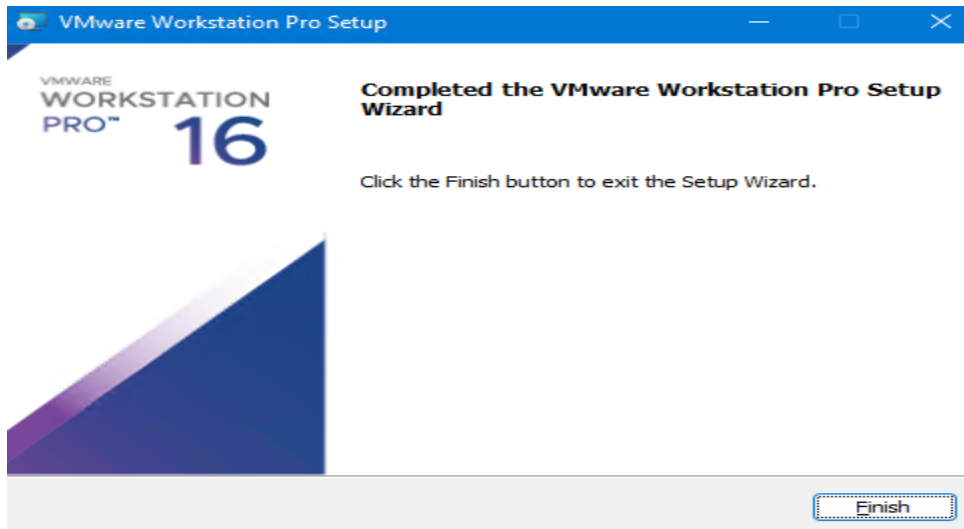 VMware Workstation Pro Setup
VMWARE
WORKSTATION
PRO™ 16
Completed the VMware Workstation Pro Setup
Wizard
Click the Finish button to exit the Setup Wizard.
Finish